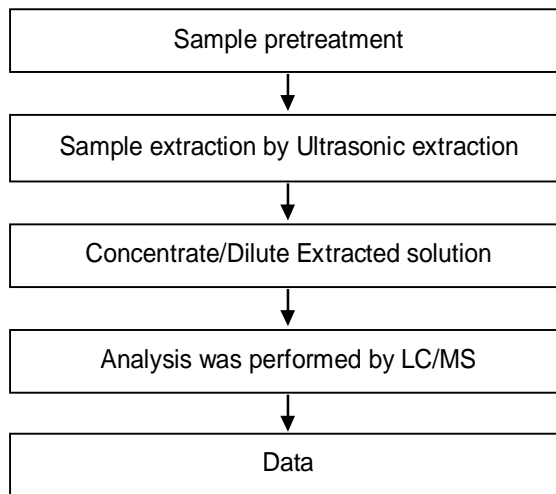 Sample pretreatment
Sample extraction by Ultrasonic extraction
Concentrate/Dilute Extracted solution
Analysis was performed by LC/MS
Data